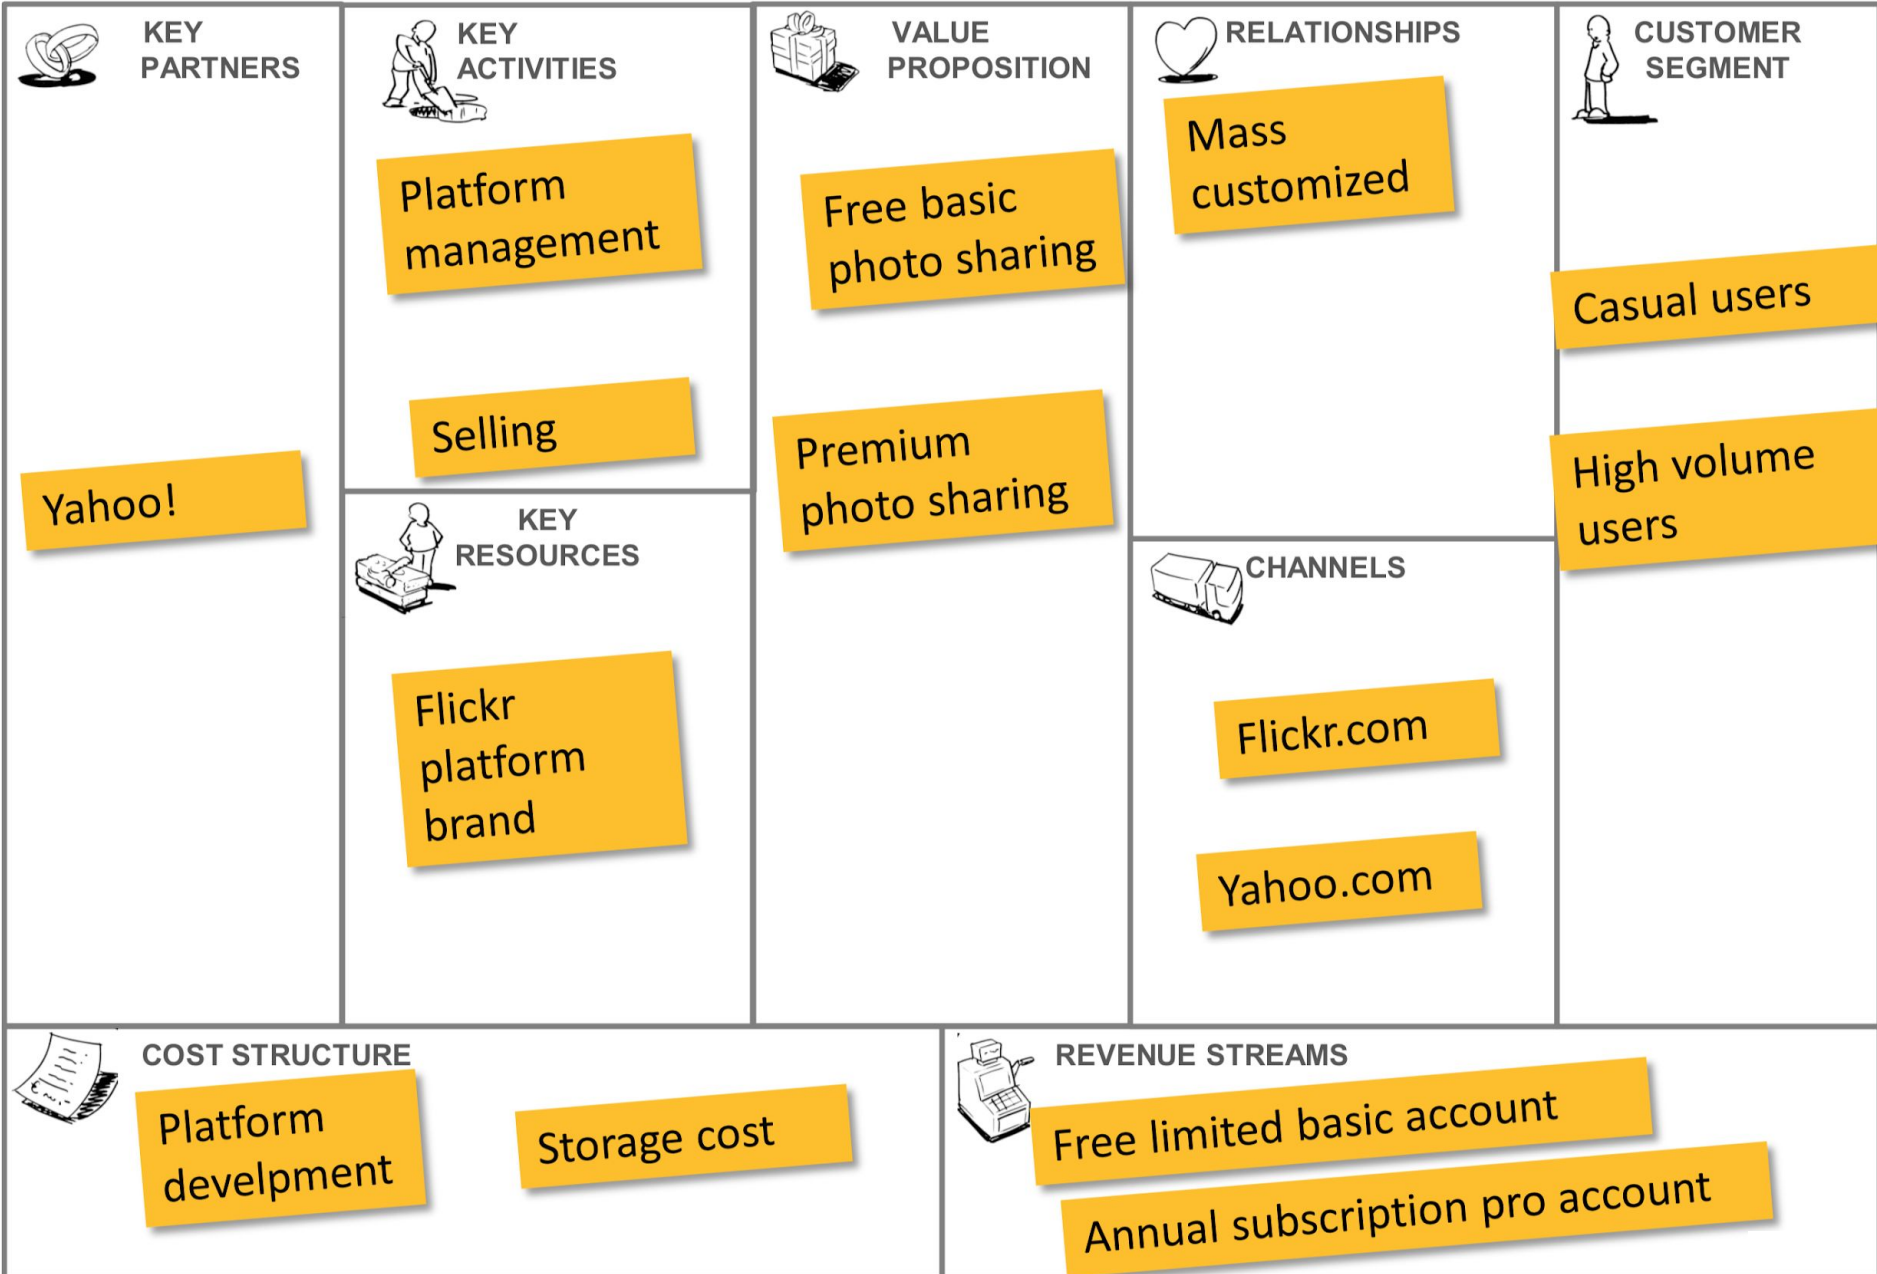 KEY
PARTNERS
Yahoo!
KEY
ACTIVITIES
Platform
management
Selling
KEY
RESOURCES
Flickr
platform
brand
VALUE
PROPOSITION
Free basic
photo sharing
Premium
photo sharing
RELATIONSHIPS
Mass
customized
CHANNELS
Flickr.com
Yahoo.com
CUSTOMER
SEGMENT
Casual users
High volume
users
COST STRUCTURE
Platform
develpment
Storage cost
REVENUE STREAMS
Free limited basic account
Annual subscription pro account